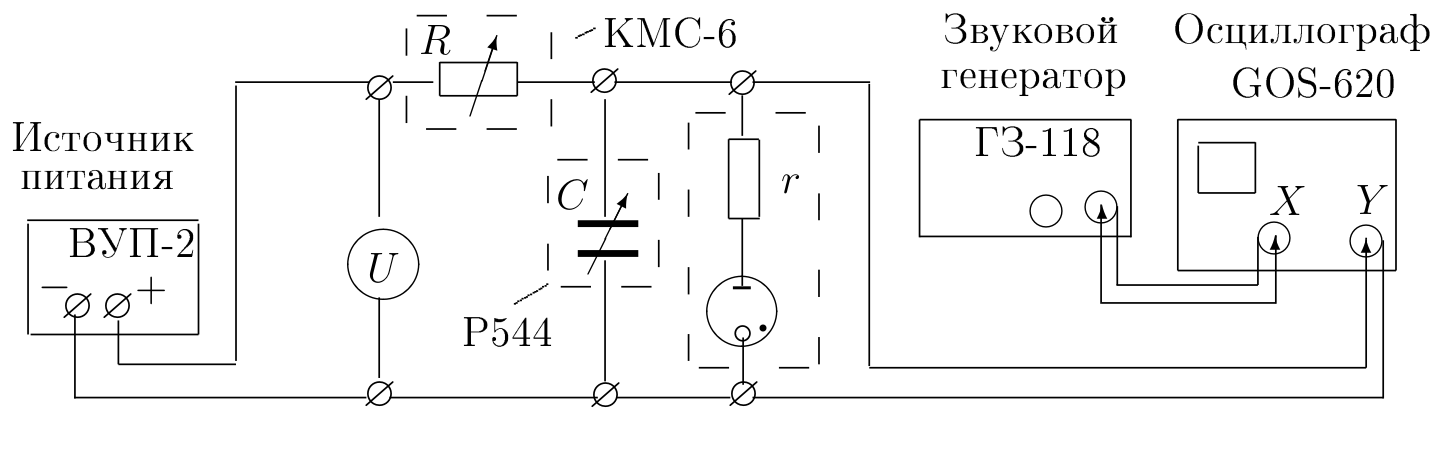 Источник
питания
ВУП-2
− +
U
R
КМС-6
C
Р544
r
Звуковой
генератор
ГЗ-118
Осциллограф
GOS-620
X Y